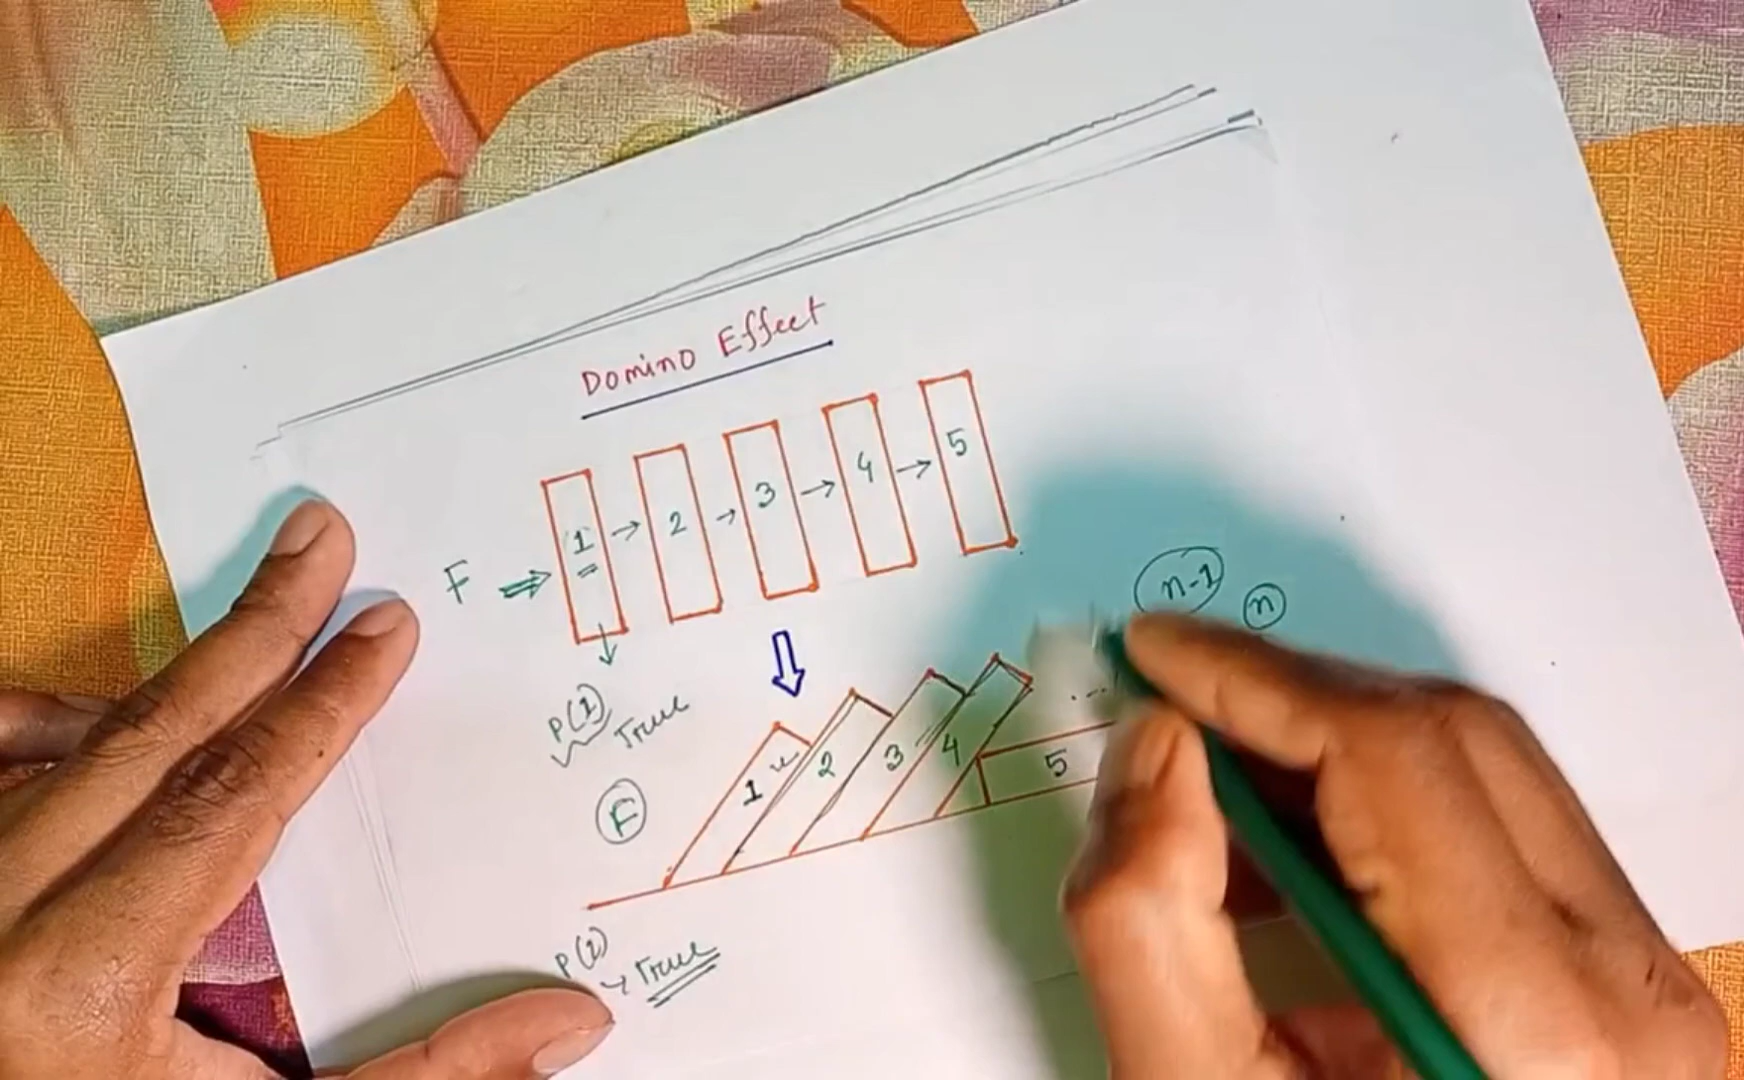 Domino Effect
F ⇒ 1 → 2 → 3 → 4 → 5
P(1) True
n-1 n
F 1 2 3 4 5 ...
P(1)
True